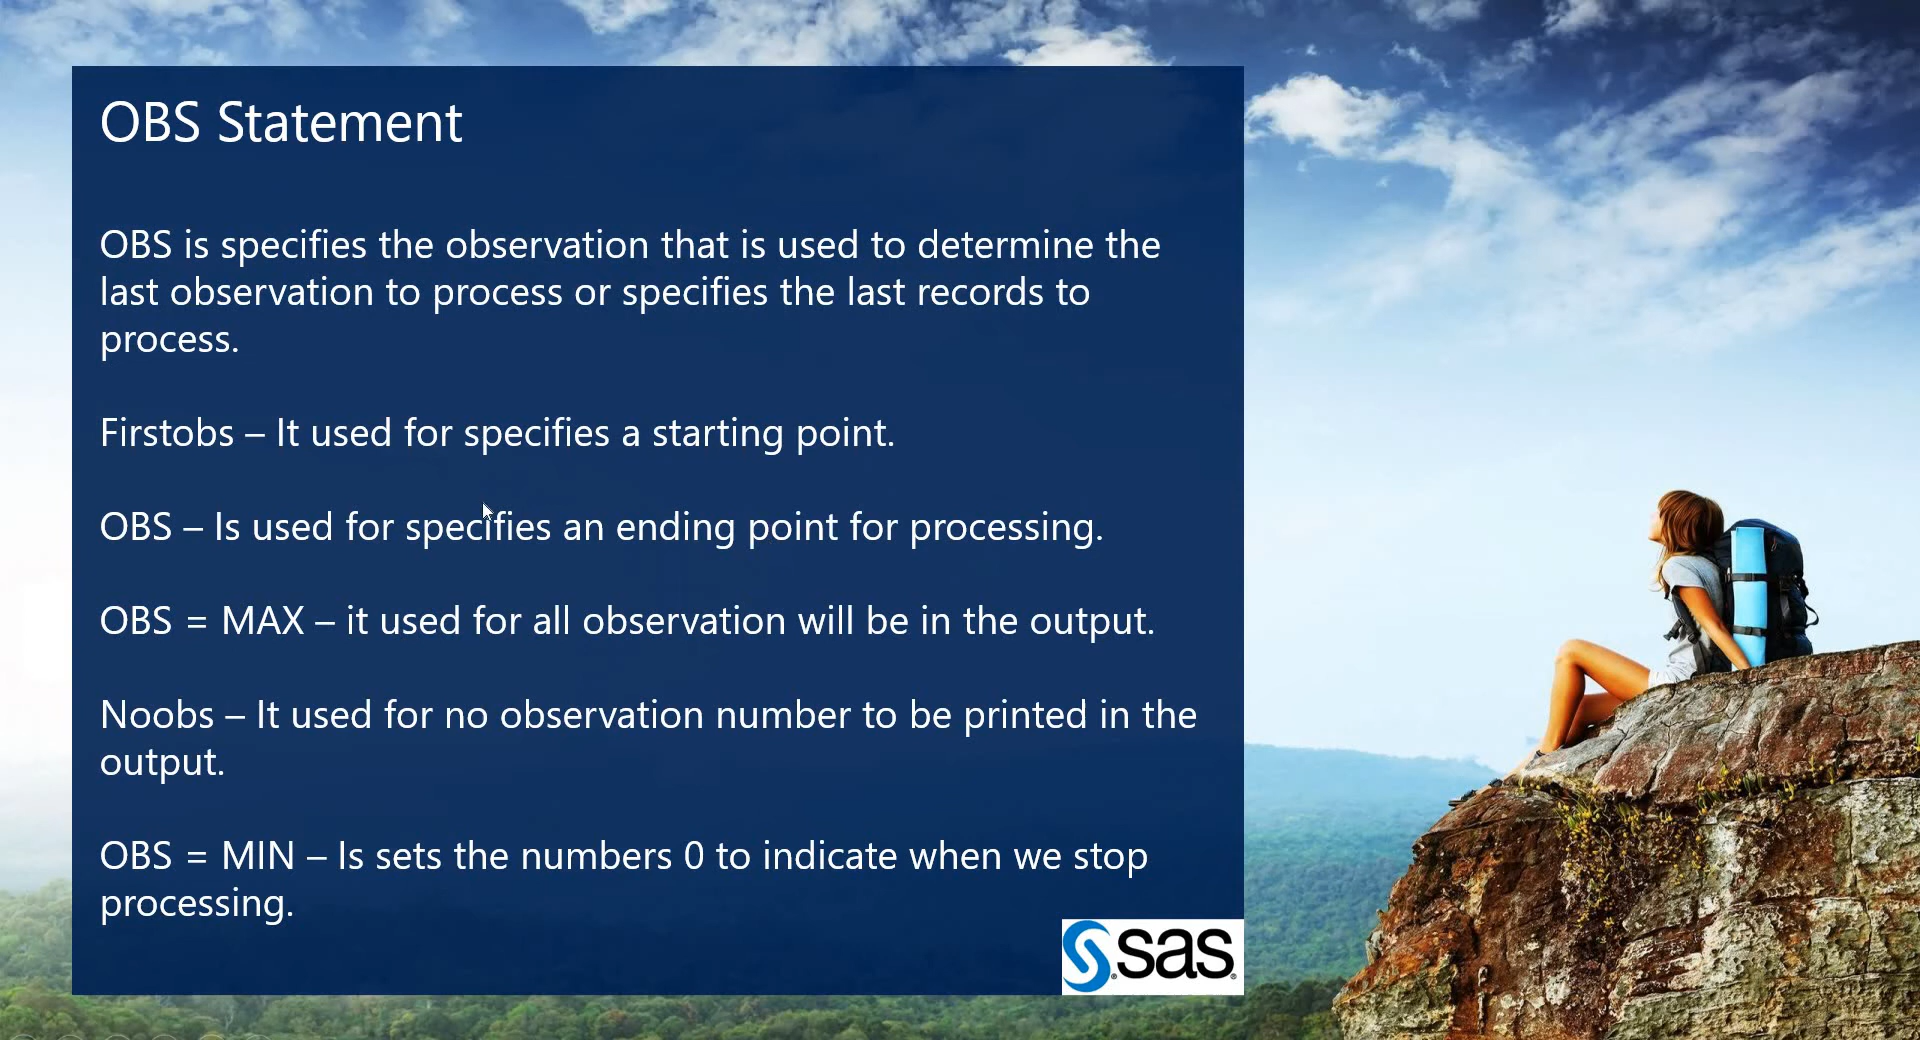 OBS Statement
OBS is specifies the observation that is used to determine the
last observation to process or specifies the last records to
process.
Firstobs – It used for specifies a starting point.
OBS – Is used for specifies an ending point for processing.
OBS = MAX – it used for all observation will be in the output.
Noobs – It used for no observation number to be printed in the
output.
OBS = MIN – Is sets the numbers 0 to indicate when we stop
processing.
sas